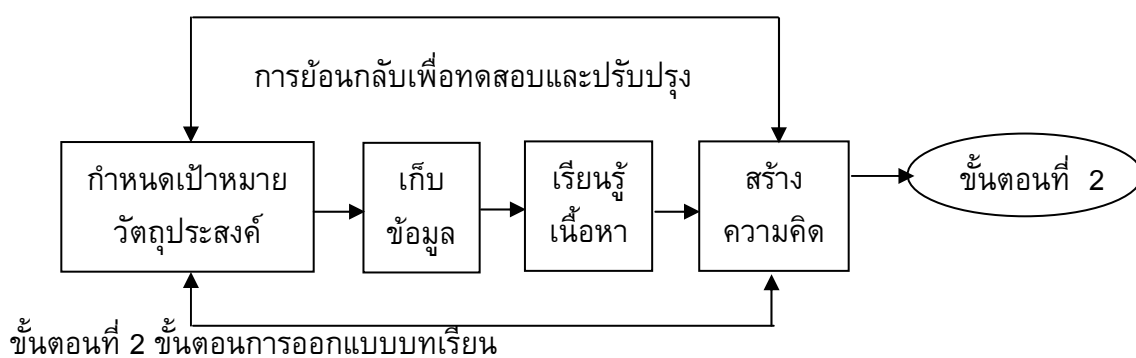 การย้อนกลับเพื่อทดสอบและปรับปรุง
กำหนดเป้าหมาย
วัตถุประสงค์
เก็บ
ข้อมูล
เรียนรู้
เนื้อหา
สร้าง
ความคิด
ขั้นตอนที่ 2
ขั้นตอนที่ 2 ขั้นตอนการออกแบบบทเรียน